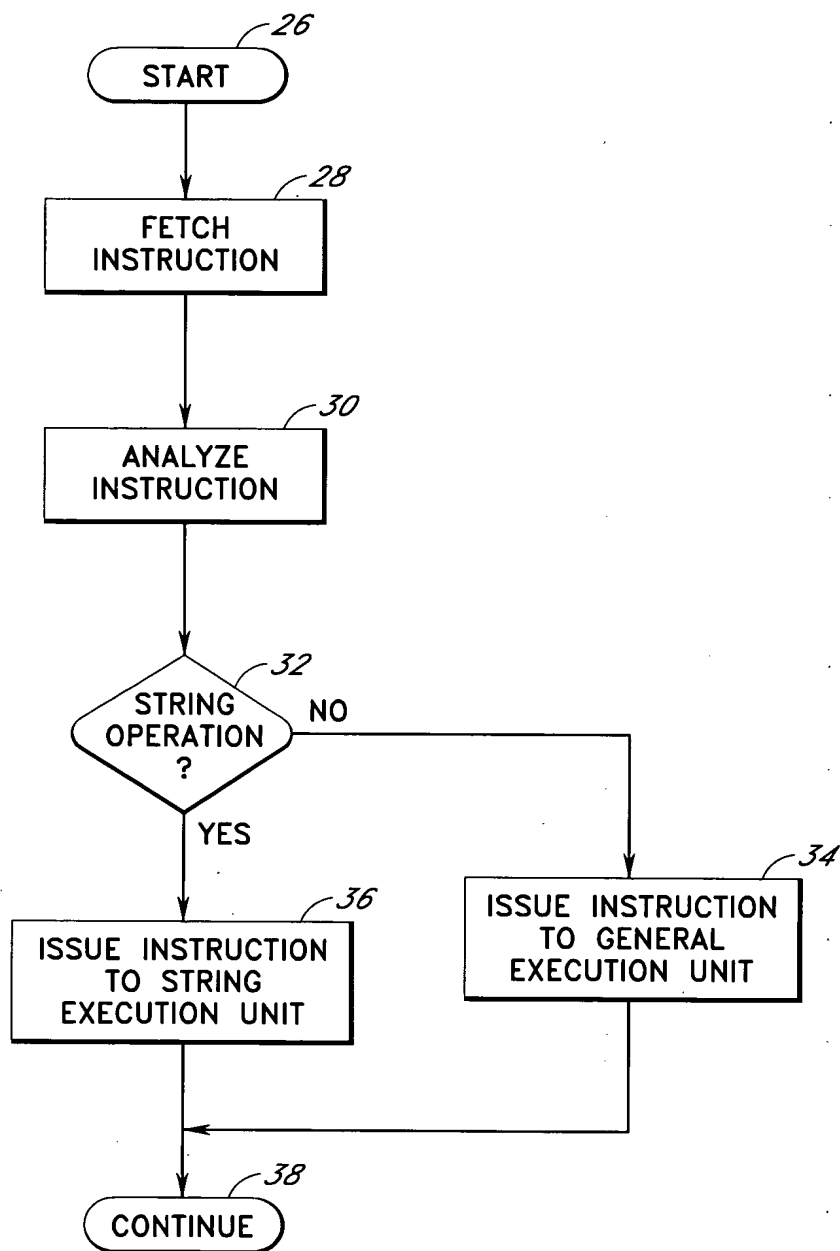 26
START
28
FETCH
INSTRUCTION
30
ANALYZE
INSTRUCTION
32
STRING
OPERATION
?
NO
YES
34
ISSUE INSTRUCTION
TO GENERAL
EXECUTION UNIT
36
ISSUE INSTRUCTION
TO STRING
EXECUTION UNIT
38
CONTINUE